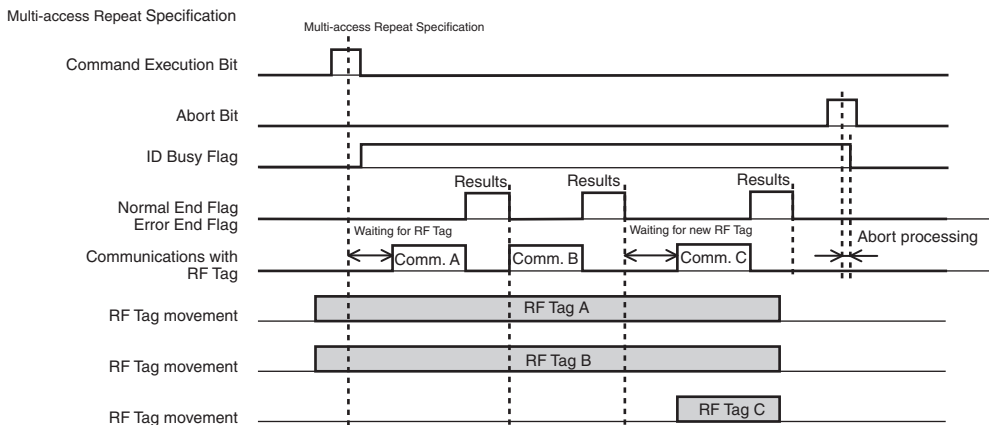 Multi-access Repeat Specification
Multi-access Repeat Specification
Command Execution Bit
Abort Bit
ID Busy Flag
Results
Results
Results
Normal End Flag
Error End Flag
Waiting for RF Tag
Waiting for new RF Tag
Abort processing
Communications with
RF Tag
Comm. A
Comm. B
Comm. C
RF Tag movement
RF Tag A
RF Tag movement
RF Tag B
RF Tag movement
RF Tag C